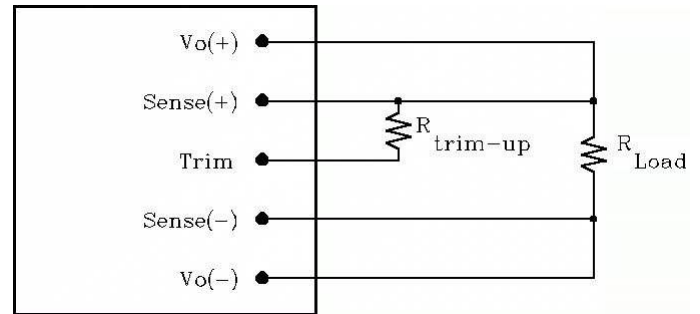 Vo(+)
Sense(+)
R
trim-up
R
Load
Trim
Sense(-)
Vo(-)